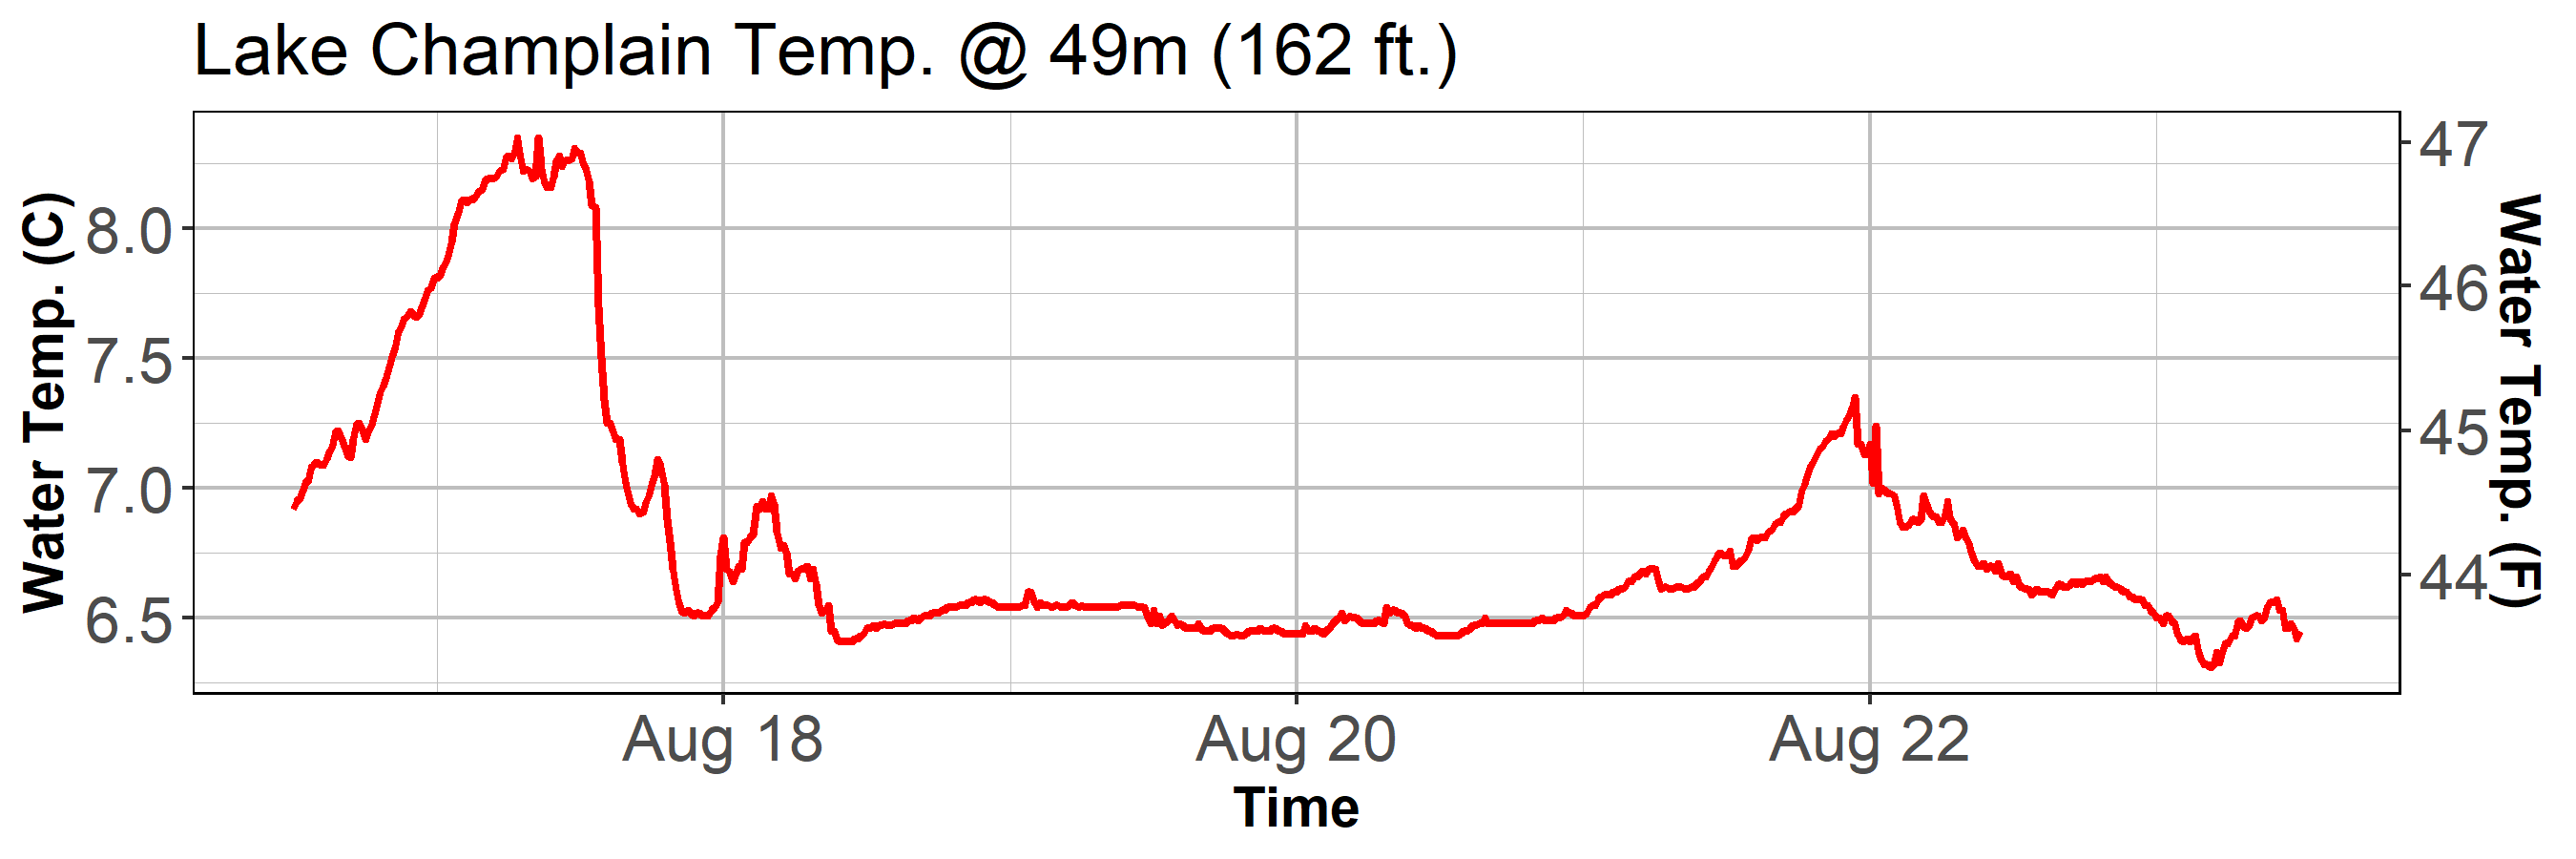 Lake Champlain Temp. @ 49m (162 ft.)
Water Temp. (C)
8.0
7.5
7.0
6.5
47
46
45
44
Water Temp. (F)
Aug 18 Aug 20 Aug 22
Time